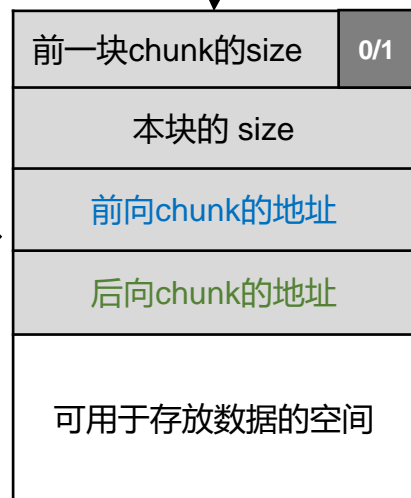 前一块chunk的size 0/1
本块的 size
前向chunk的地址
后向chunk的地址
可用于存放数据的空间